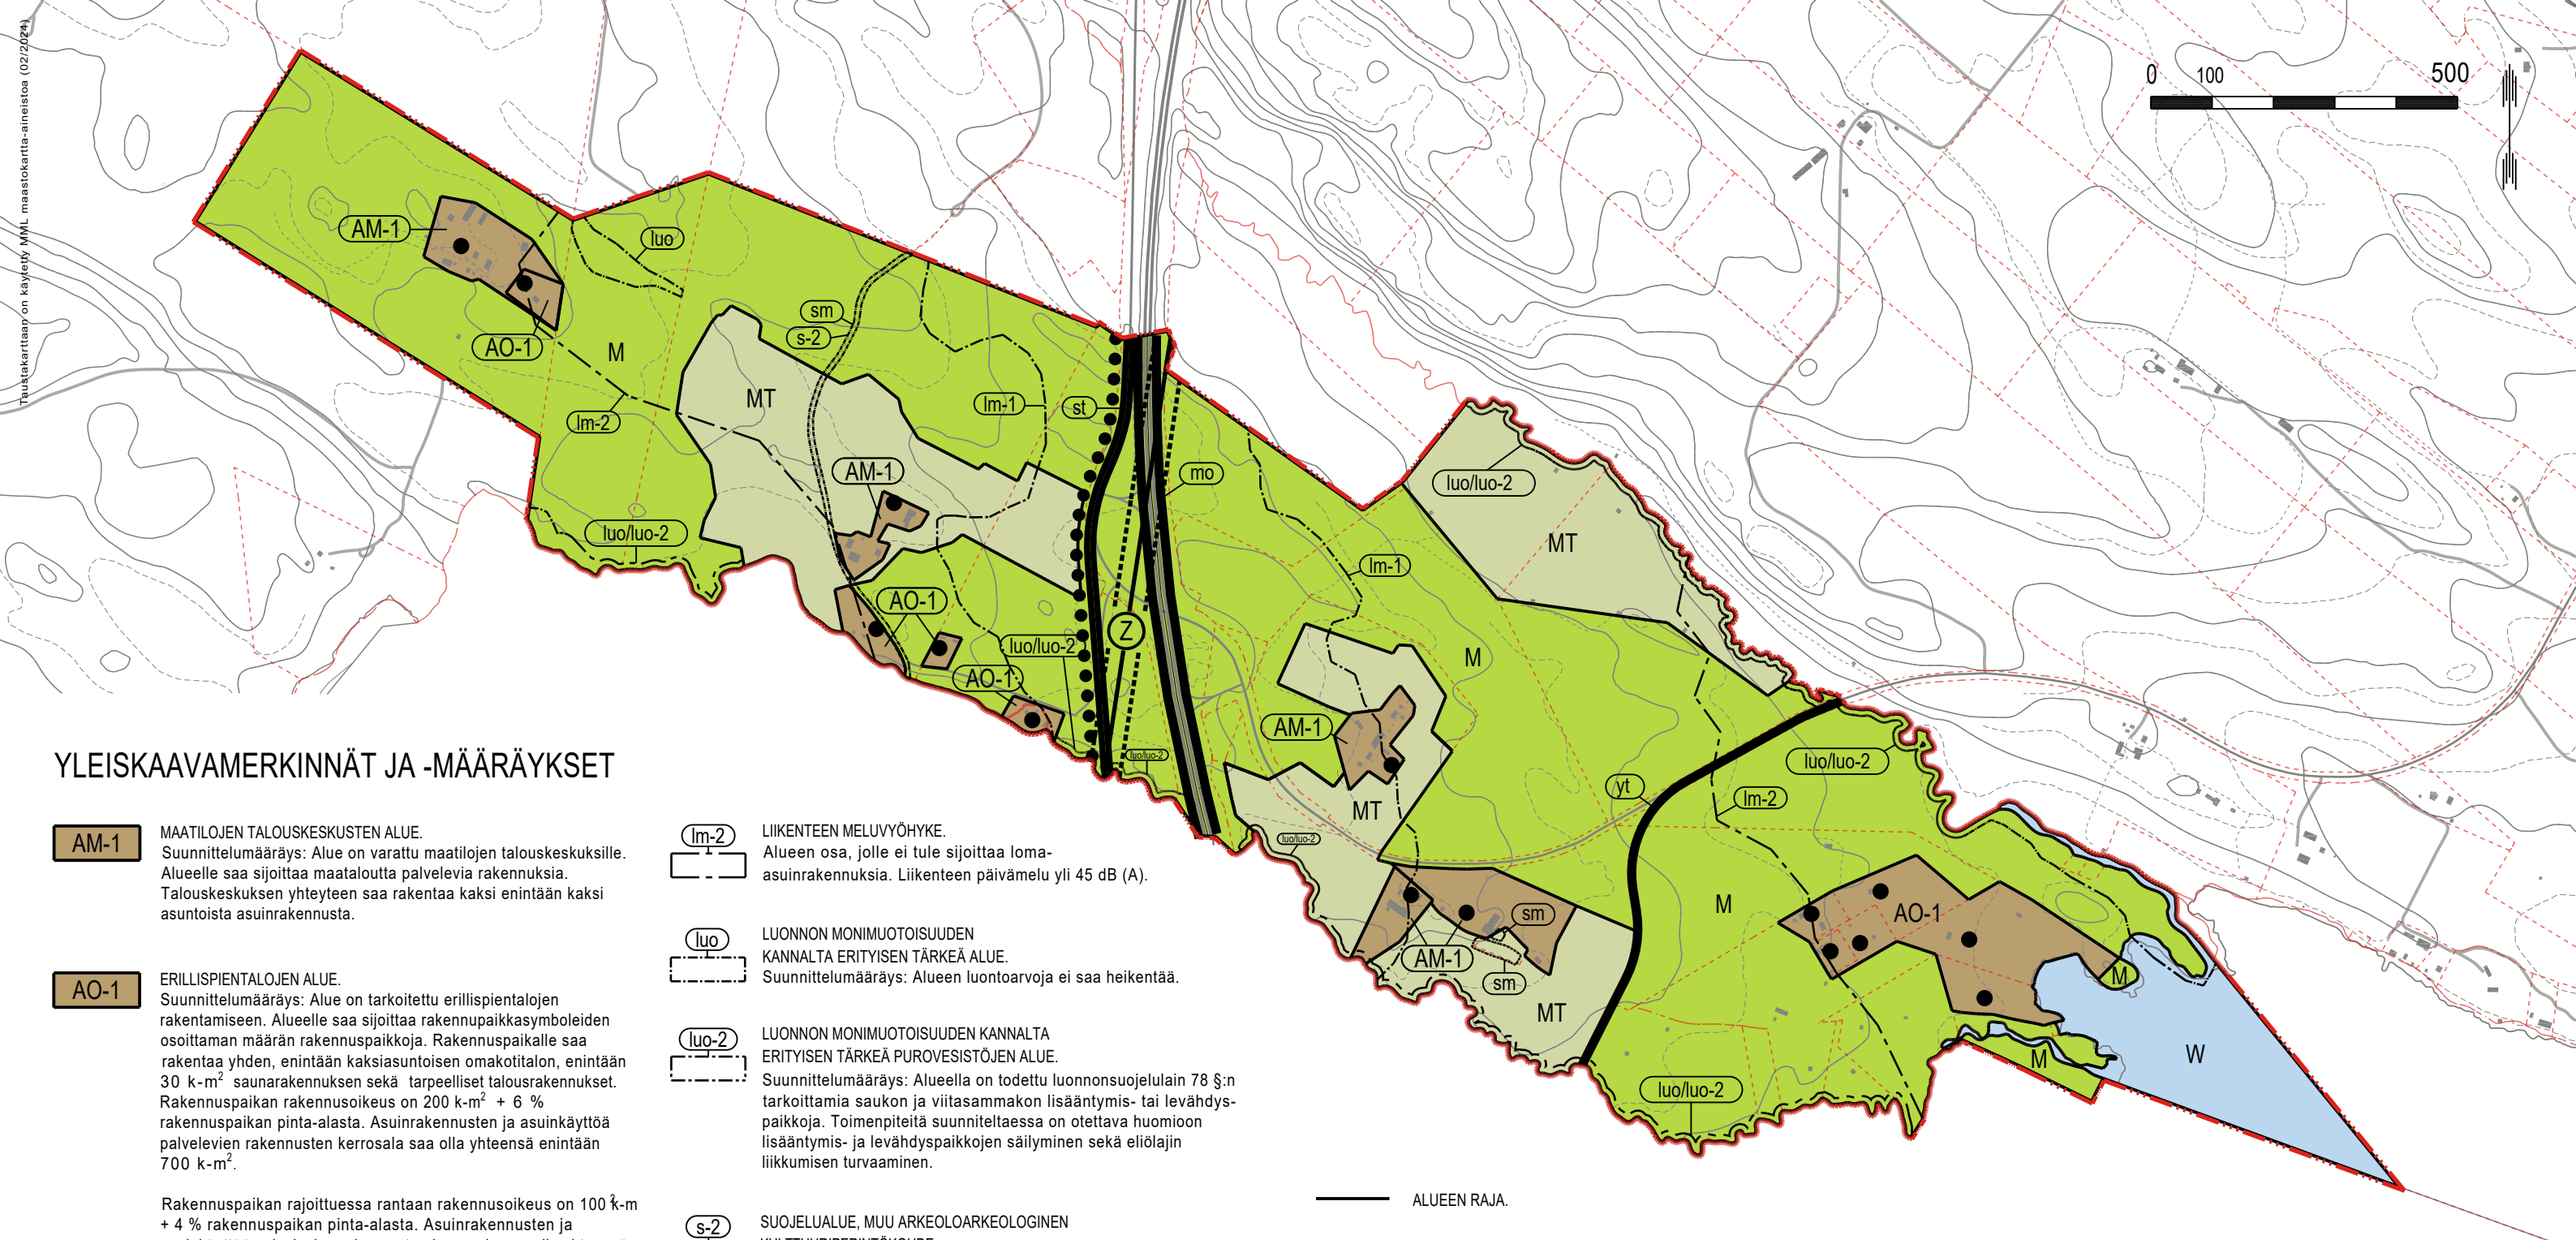 Taustakarttaan on käytetty MML maastokartta-aineistoa (02/2024)
0 100 500
AM-1
luo
AO-1
M
sm
s-2
MT
lm-1
st
lm-2
mo
AM-1
luo/luo-2
luo/luo-2
MT
lm-1
AO-1
luo/luo-2
Z
M
AO-1
AM-1
luo/luo-2
luo/luo-2
yt
lm-2
MT
luo/luo-2
M
AO-1
sm
AM-1
sm
M
MT
W
M
luo/luo-2
YLEISKAAVAMERKINNÄT JA -MÄÄRÄYKSET
AM-1
MAATILOJEN TALOUSKESKUSTEN ALUE.
Suunnittelumääräys: Alue on varattu maatilojen talouskeskuksille.
Alueelle saa sijoittaa maataloutta palvelevia rakennuksia.
Talouskeskuksen yhteyteen saa rakentaa kaksi enintään kaksi
asuntoista asuinrakennusta.
AO-1
ERILLISPIENTALOJEN ALUE.
Suunnittelumääräys: Alue on tarkoitettu erillispientalojen
rakentamiseen. Alueelle saa sijoittaa rakennupaikkasymboleiden
osoittaman määrän rakennuspaikkoja. Rakennuspaikalle saa
rakentaa yhden, enintään kaksiasuntoisen omakotitalon, enintään
30 k-m² saunarakennuksen sekä tarpeelliset talousrakennukset.
Rakennuspaikan rakennusoikeus on 200 k-m² + 6 %
rakennuspaikan pinta-alasta. Asuinrakennusten ja asuinkäyttöä
palvelevien rakennusten kerrosala saa olla yhteensä enintään
700 k-m².
Rakennuspaikan rajoittuessa rantaan rakennusoikeus on 100 k-m²
+ 4 % rakennuspaikan pinta-alasta. Asuinrakennusten ja
lm-2
LIIKENTEEN MELUVYÖHYKE.
Alueen osa, jolle ei tule sijoittaa loma-
asuinrakennuksia. Liikenteen päivämelu yli 45 dB (A).
luo
LUONNON MONIMUOTOISUUDEN
KANNALTA ERITYISEN TÄRKEÄ ALUE.
Suunnittelumääräys: Alueen luontoarvoja ei saa heikentää.
luo-2
LUONNON MONIMUOTOISUUDEN KANNALTA
ERITYISEN TÄRKEÄ PUROVESISTÖJEN ALUE.
Suunnittelumääräys: Alueella on todettu luonnonsuojelulain 78 §:n
tarkoittamia saukon ja viitasammakon lisääntymis- tai levähdys-
paikkoja. Toimenpiteitä suunniteltaessa on otettava huomioon
lisääntymis- ja levähdyspaikkojen säilyminen sekä eliölajin
liikkumisen turvaaminen.
s-2
SUOJELUALUE, MUU ARKEOLOARKEOLOGINEN
ALUEEN RAJA.